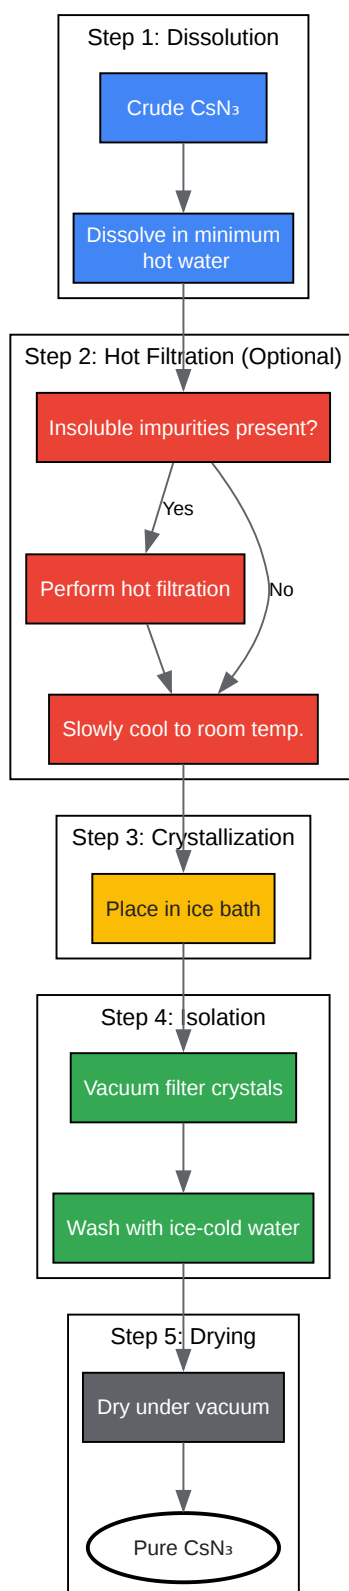 Step 1: Dissolution
Crude CsN₃
Dissolve in minimum
hot water
Step 2: Hot Filtration (Optional)
Insoluble impurities present?
Yes
Perform hot filtration
No
Slowly cool to room temp.
Step 3: Crystallization
Place in ice bath
Step 4: Isolation
Vacuum filter crystals
Wash with ice-cold water
Step 5: Drying
Dry under vacuum
Pure CsN₃